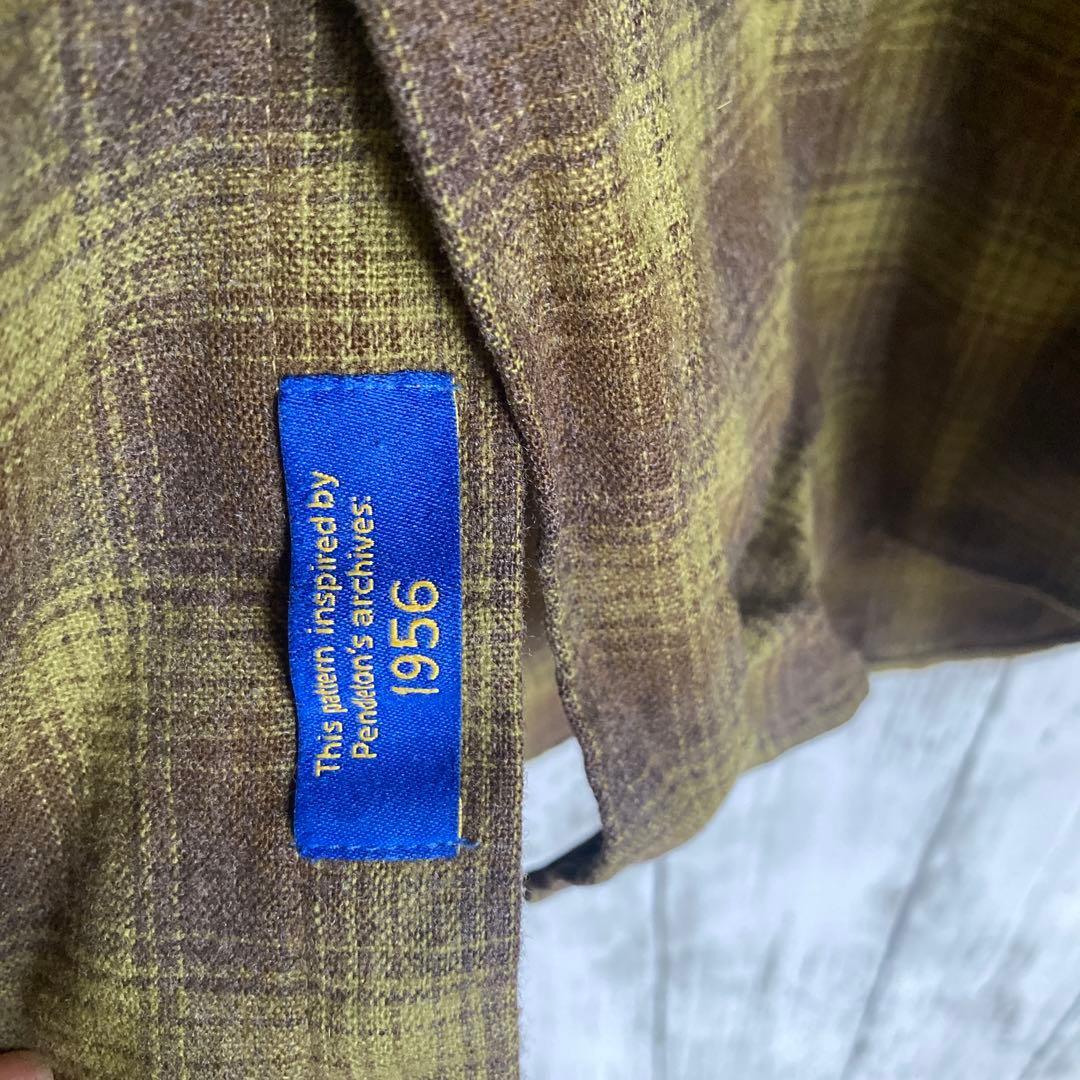 This pattern inspired by
Pendleton's archives:
1956